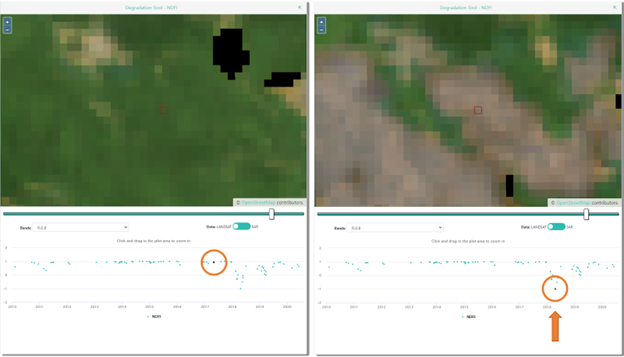 Degradation Tool - NDFI
×
+
−
© OpenStreetMap contributors.
Bands: R,G,B
Data: LANDSAT SAR
Click and drag in the plot area to zoom in
2
1
0
-1
-2
2010 2011 2012 2013 2014 2015 2016 2017 2018 2019 2020
NDFI
Degradation Tool - NDFI
×
+
−
© OpenStreetMap contributors.
Bands: R,G,B
Data: LANDSAT SAR
Click and drag in the plot area to zoom in
2
1
0
-1
-2
2010 2011 2012 2013 2014 2015 2016 2017 2018 2019 2020
NDFI